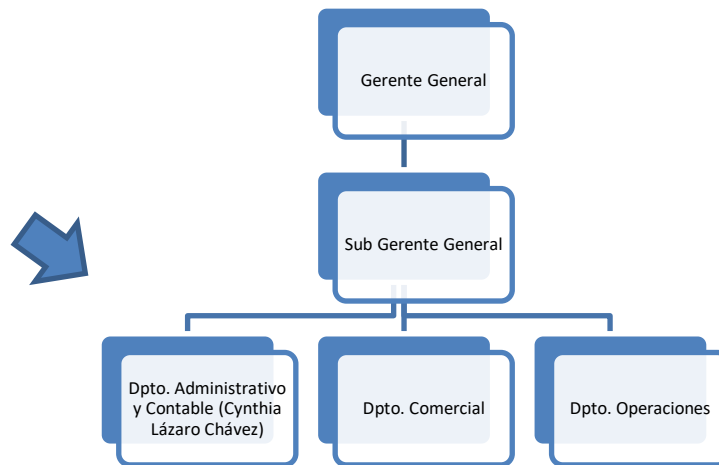 Gerente General
Sub Gerente General
Dpto. Administrativo
y Contable (Cynthia
Lázaro Chávez)
Dpto. Comercial
Dpto. Operaciones